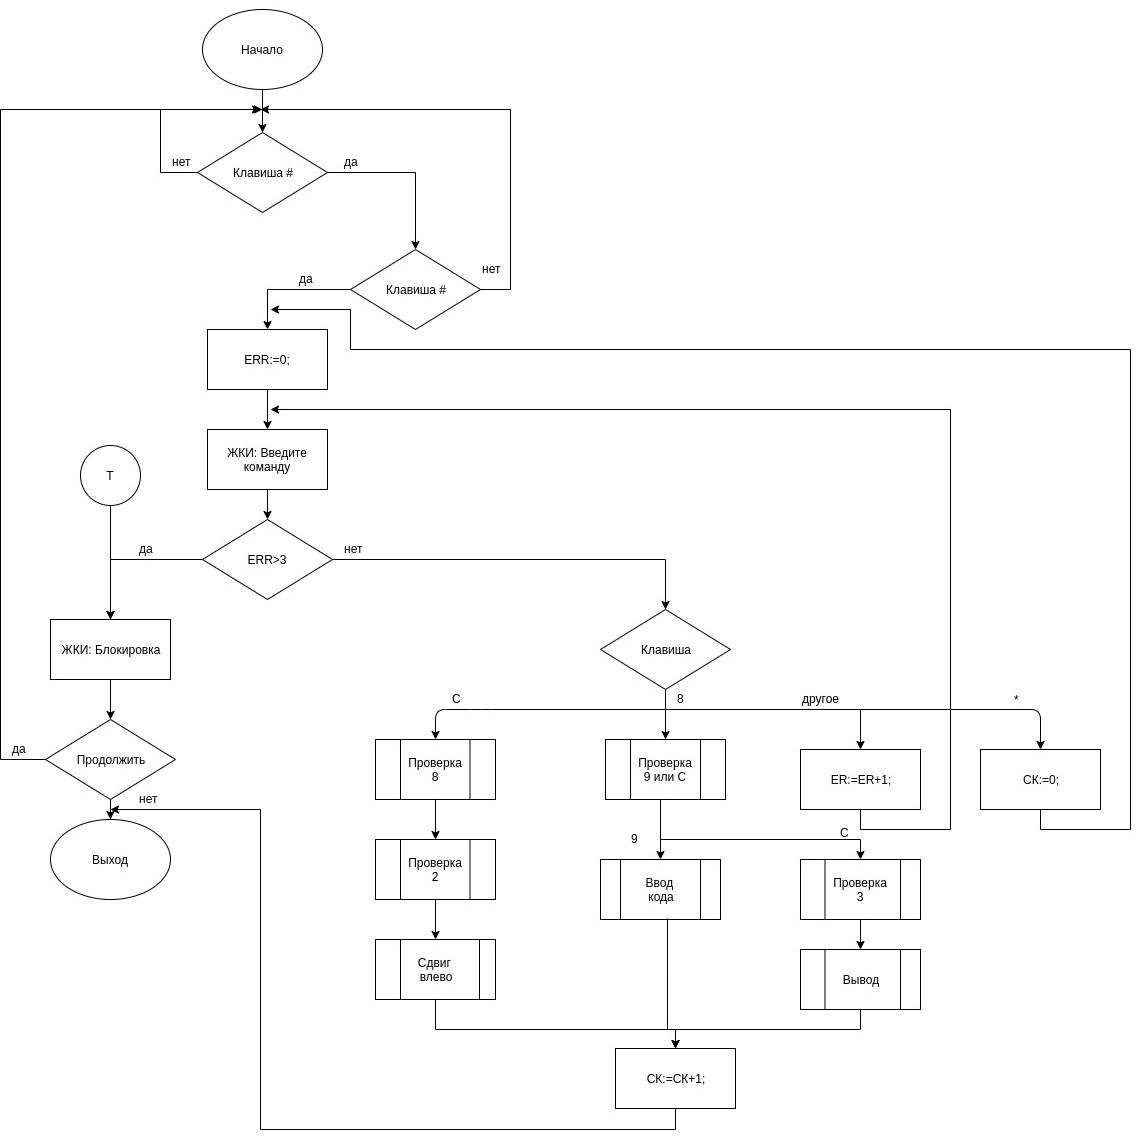 Начало
нет
Клавиша #
да
нет
да
Клавиша #
ERR:=0;
ЖКИ: Введите
команду
T
да
ERR>3
нет
ЖКИ: Блокировка
Клавиша
C
8
другое
*
да
Продолжить
Проверка
8
Проверка
9 или C
ER:=ER+1;
СК:=0;
нет
9
C
Выход
Проверка
2
Ввод
кода
Проверка
3
Сдвиг
влево
Вывод
СК:=СК+1;